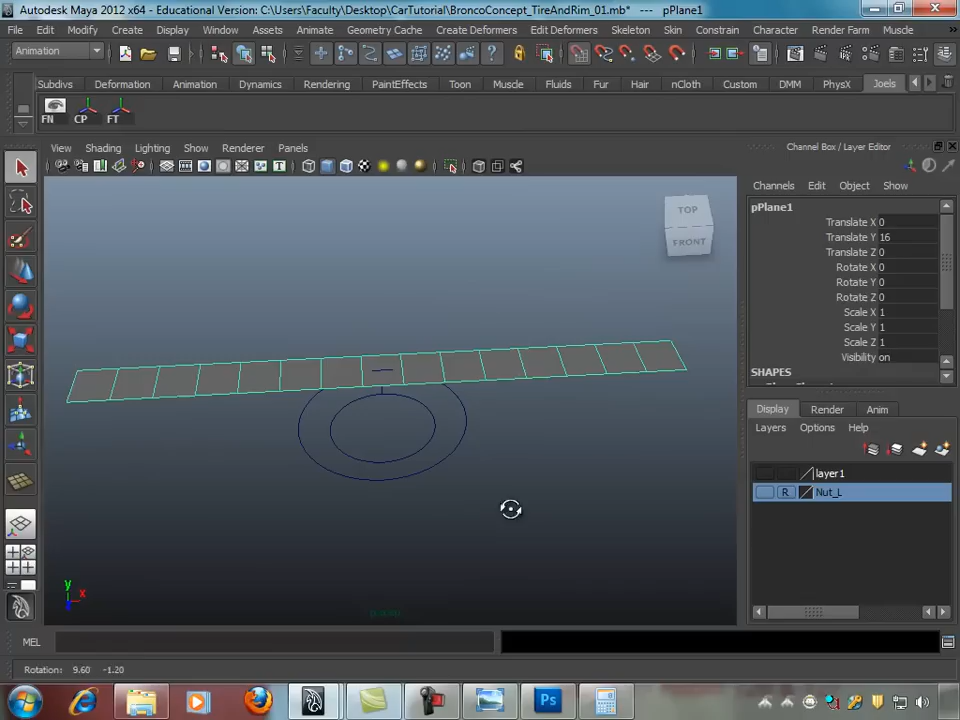 Autodesk Maya 2012 x64 - Educational Version: C:\Users\Faculty\Desktop\CarTutorial\BroncoConcept_TireAndRim_01.mb* --- pPlane1
File Edit Modify Create Display Window Assets Animate Geometry Cache Create Deformers Edit Deformers Skeleton Skin Constrain Character Render Farm Muscle
Animation
Subdivs Deformation Animation Rendering PaintEffects Toon Muscle Fluids Fur Hair nCloth Custom DMM PhysX Joels
FN CP FT
View Shading Lighting Show Renderer Panels
Channel Box / Layer Editor
Channels Edit Object Show
pPlane1
Translate X 0
Translate Y 16
Translate Z 0
Rotate X 0
Rotate Y 0
Rotate Z 0
Scale X 1
Scale Y 1
Scale Z 1
Visibility on
SHAPES
TOP
FRONT
Display Render Anim
Layers Options Help
layer1
R Nut_L
y
x
MEL
Rotation: 9.60 -1.20
Ps